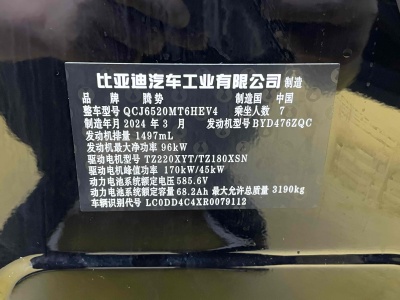 比亚迪汽车工业有限公司 制造
品 牌 腾势 制造国 中国
整车型号 QCJ6520MT6HEV4 乘坐人数 7
制造年月 2024 年 3 月 发动机型号 BYD476ZQC
发动机排量 1497mL
发动机最大净功率 96kW
驱动电机型号 TZ220XYT/TZ180XSN
驱动电机峰值功率 170kW/45kW
动力电池系统额定电压 585.6V
动力电池系统额定容量 68.2Ah 最大允许总质量 3190kg
车辆识别代号 LC0DD4C4XR0079112